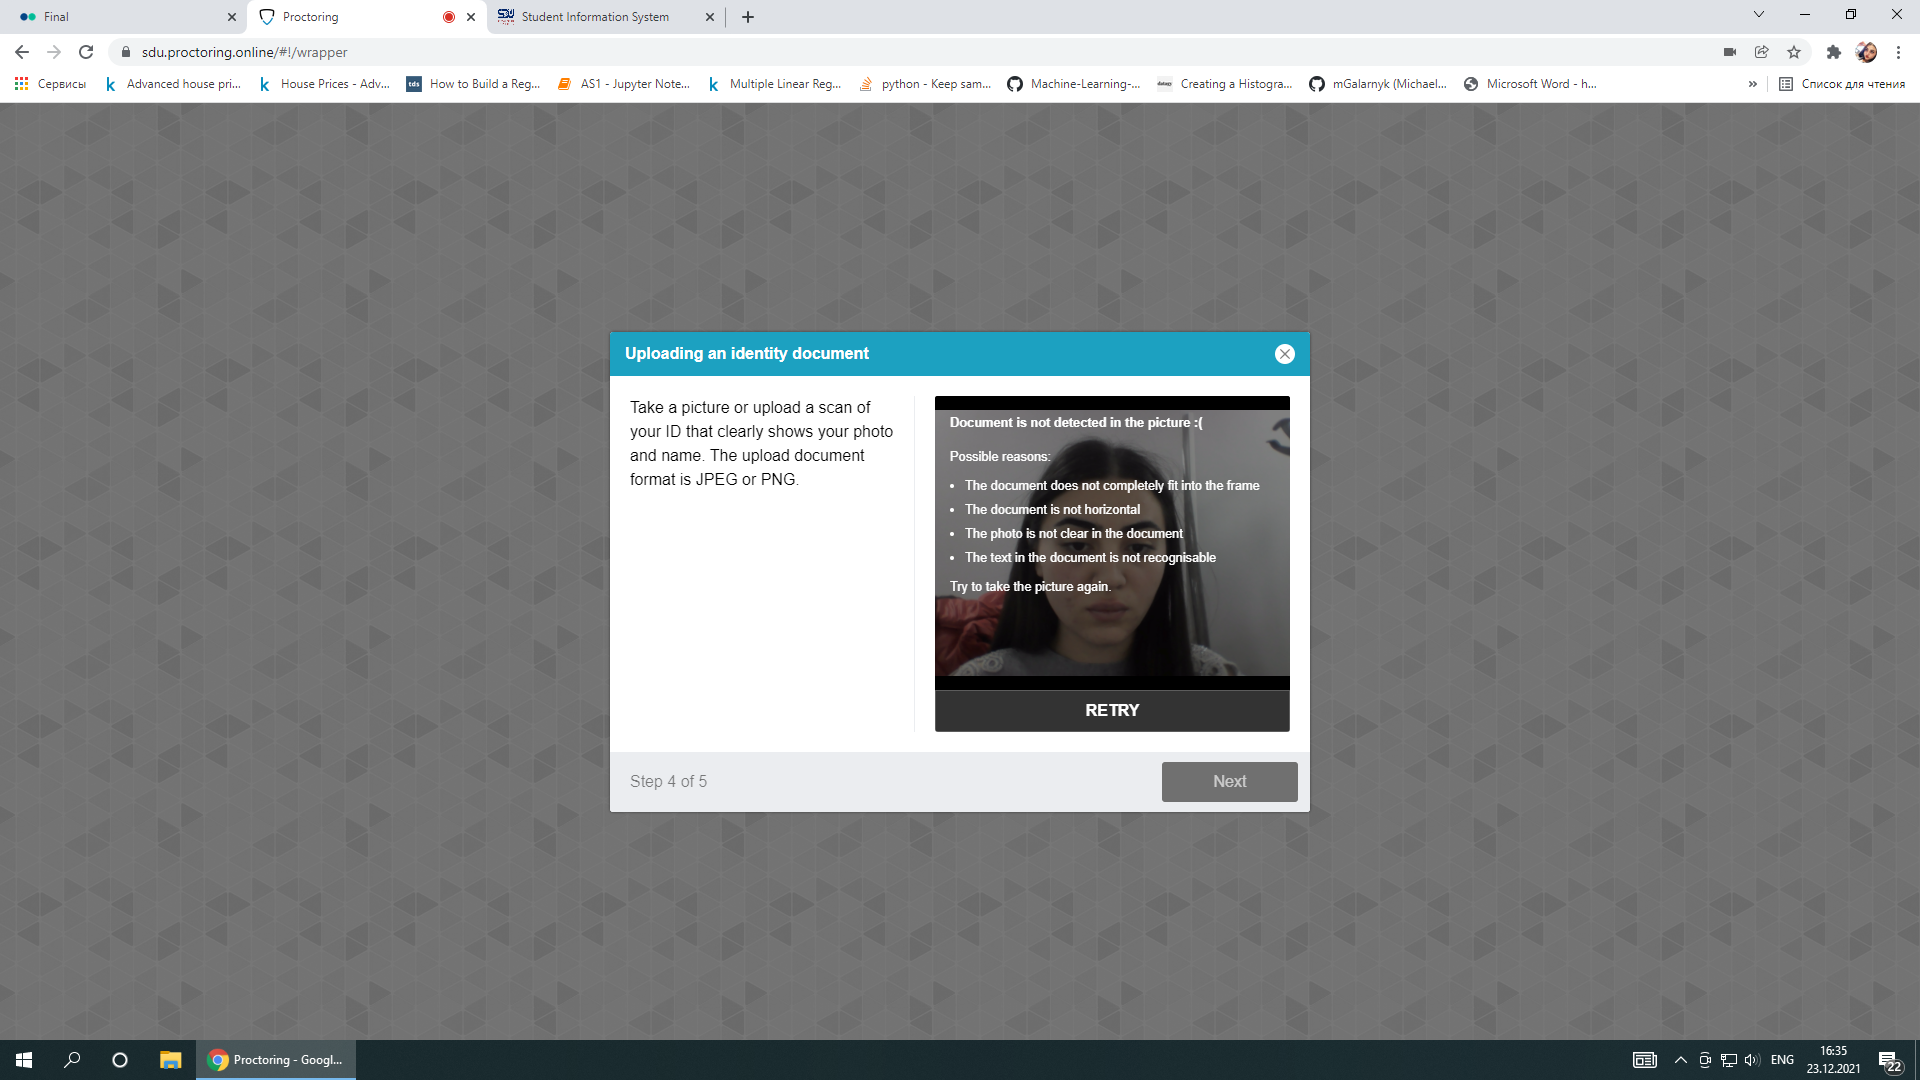 Final
Proctoring
Student Information System
sdu.proctoring.online/#!/wrapper
Сервисы
Advanced house pri...
House Prices - Adv...
tds
How to Build a Reg...
AS1 - Jupyter Note...
Multiple Linear Reg...
python - Keep sam...
Machine-Learning-...
Creating a Histogra...
mGalarnyk (Michael...
Microsoft Word - h...
»
Список для чтения
Uploading an identity document
Take a picture or upload a scan of
your ID that clearly shows your photo
and name. The upload document
format is JPEG or PNG.
Document is not detected in the picture :(
Possible reasons:
• The document does not completely fit into the frame
• The document is not horizontal
• The photo is not clear in the document
• The text in the document is not recognisable
Try to take the picture again.
RETRY
Step 4 of 5
Next
Proctoring - Googl...
ENG
16:35
23.12.2021
22